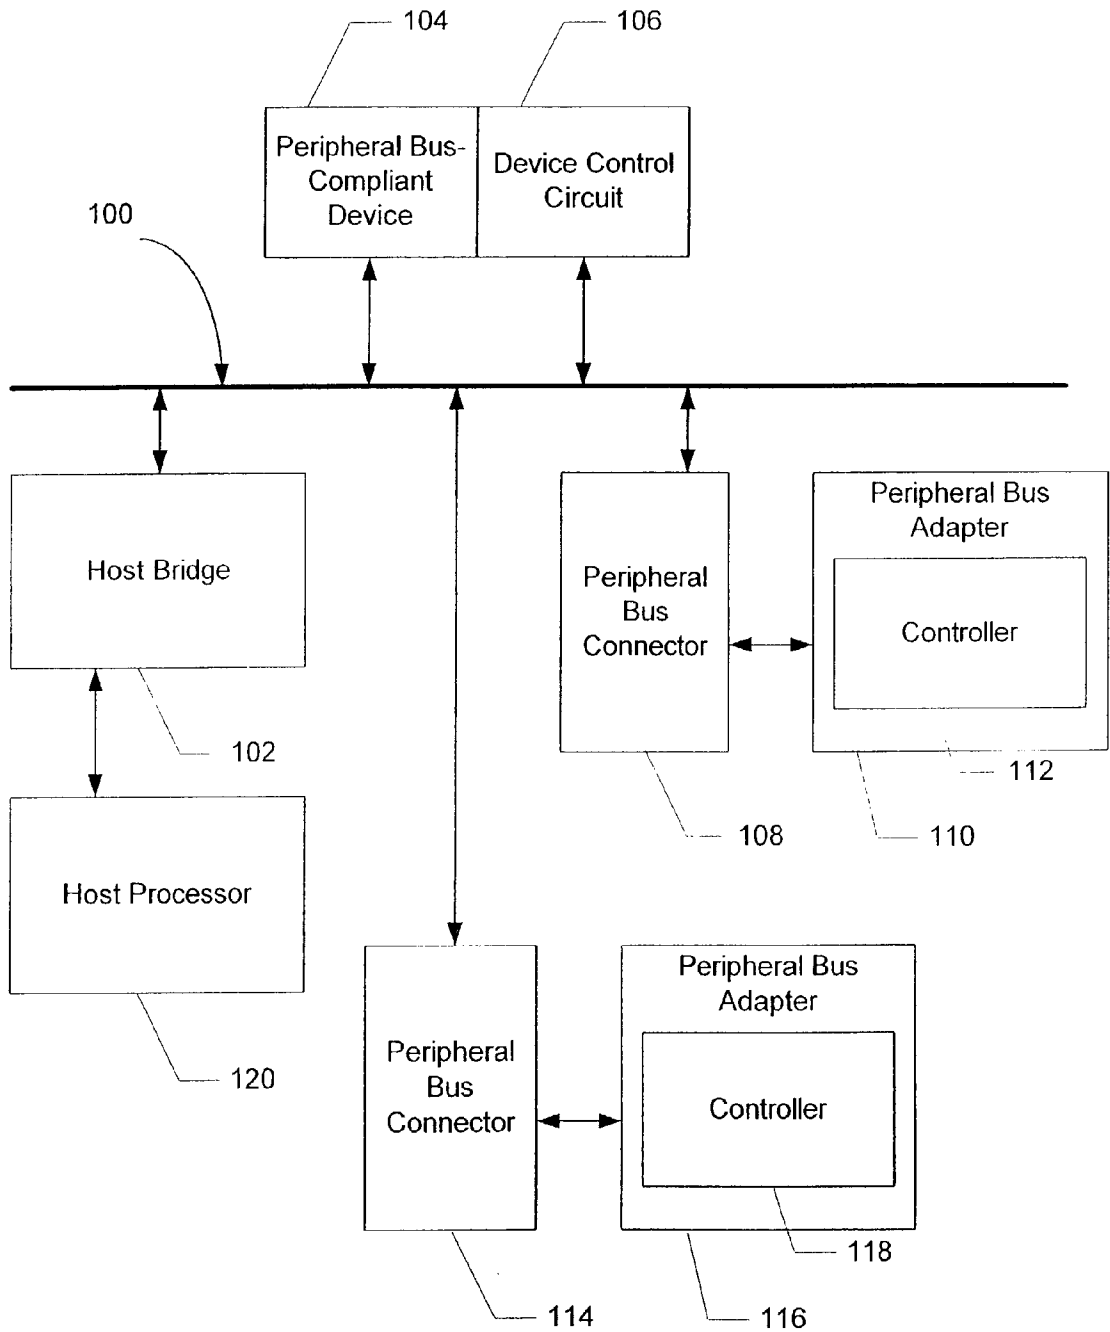 104
106
Peripheral Bus-
Compliant
Device
Device Control
Circuit
100
Host Bridge
Peripheral
Bus
Connector
Peripheral Bus
Adapter
Controller
102
112
108
110
Host Processor
Peripheral
Bus
Connector
Peripheral Bus
Adapter
Controller
120
118
114
116